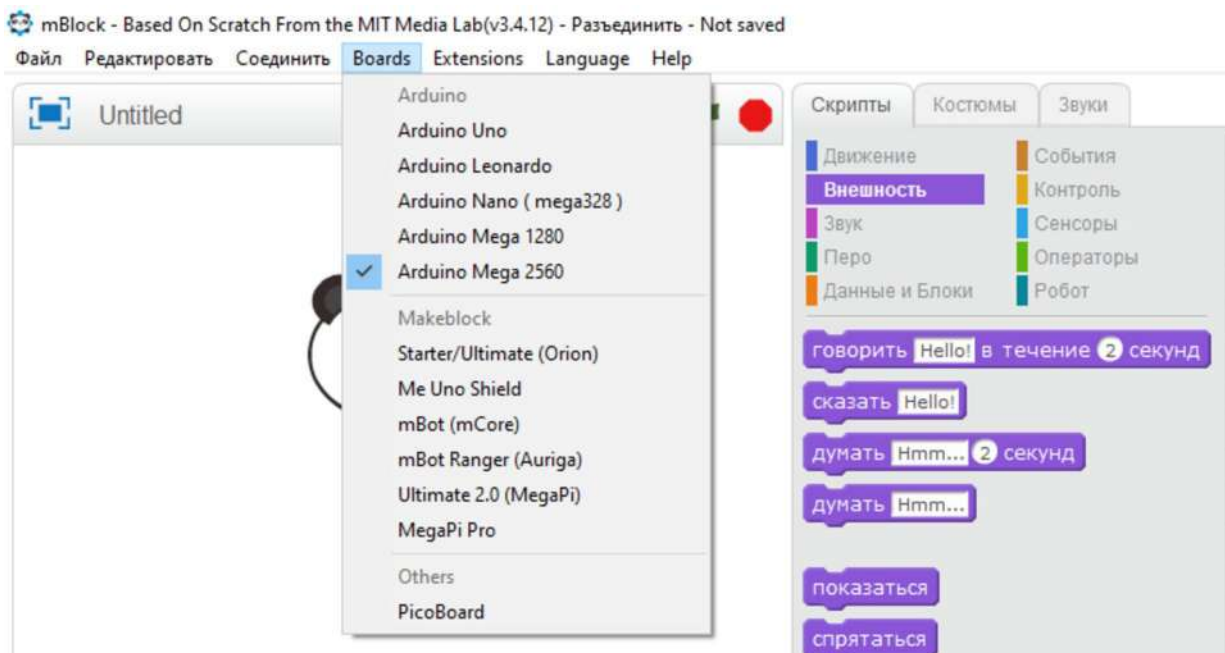 mBlock - Based On Scratch From the MIT Media Lab(v3.4.12) - Разъединить - Not saved
Файл Редактировать Соединить Boards Extensions Language Help
Untitled
Arduino
Arduino Uno
Arduino Leonardo
Arduino Nano ( mega328 )
Arduino Mega 1280
Arduino Mega 2560
Makeblock
Starter/Ultimate (Orion)
Me Uno Shield
mBot (mCore)
mBot Ranger (Auriga)
Ultimate 2.0 (MegaPi)
MegaPi Pro
Others
PicoBoard
Скрипты Костюмы Звуки
Движение События
Внешность Контроль
Звук Сенсоры
Перо Операторы
Данные и Блоки Робот
говорить Hello! в течение 2 секунд
сказать Hello!
думать Hmm... 2 секунд
думать Hmm...
показаться
спрятаться